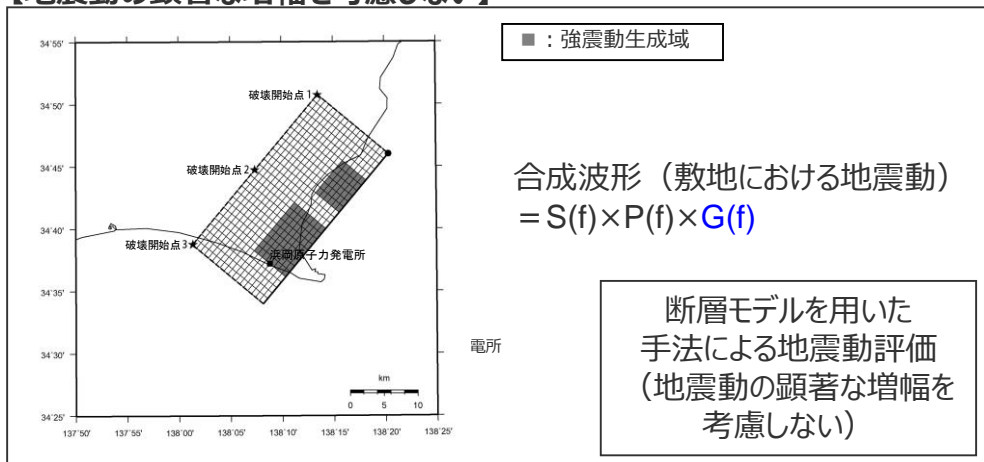 【地震動の顕著な増幅を考慮しない】
■：強震動生成域
34˚55'
34˚50'
34˚45'
34˚40'
34˚35'
34˚30'
34˚25'
137˚50'
137˚55'
138˚00'
138˚05'
138˚10'
138˚15'
138˚20'
138˚25'
破壊開始点1★
破壊開始点2★
破壊開始点3★
浜岡原子力発電所
km
0 5 10
電所
合成波形（敷地における地震動）
＝S(f)×P(f)×G(f)
断層モデルを用いた
手法による地震動評価
（地震動の顕著な増幅を
考慮しない）